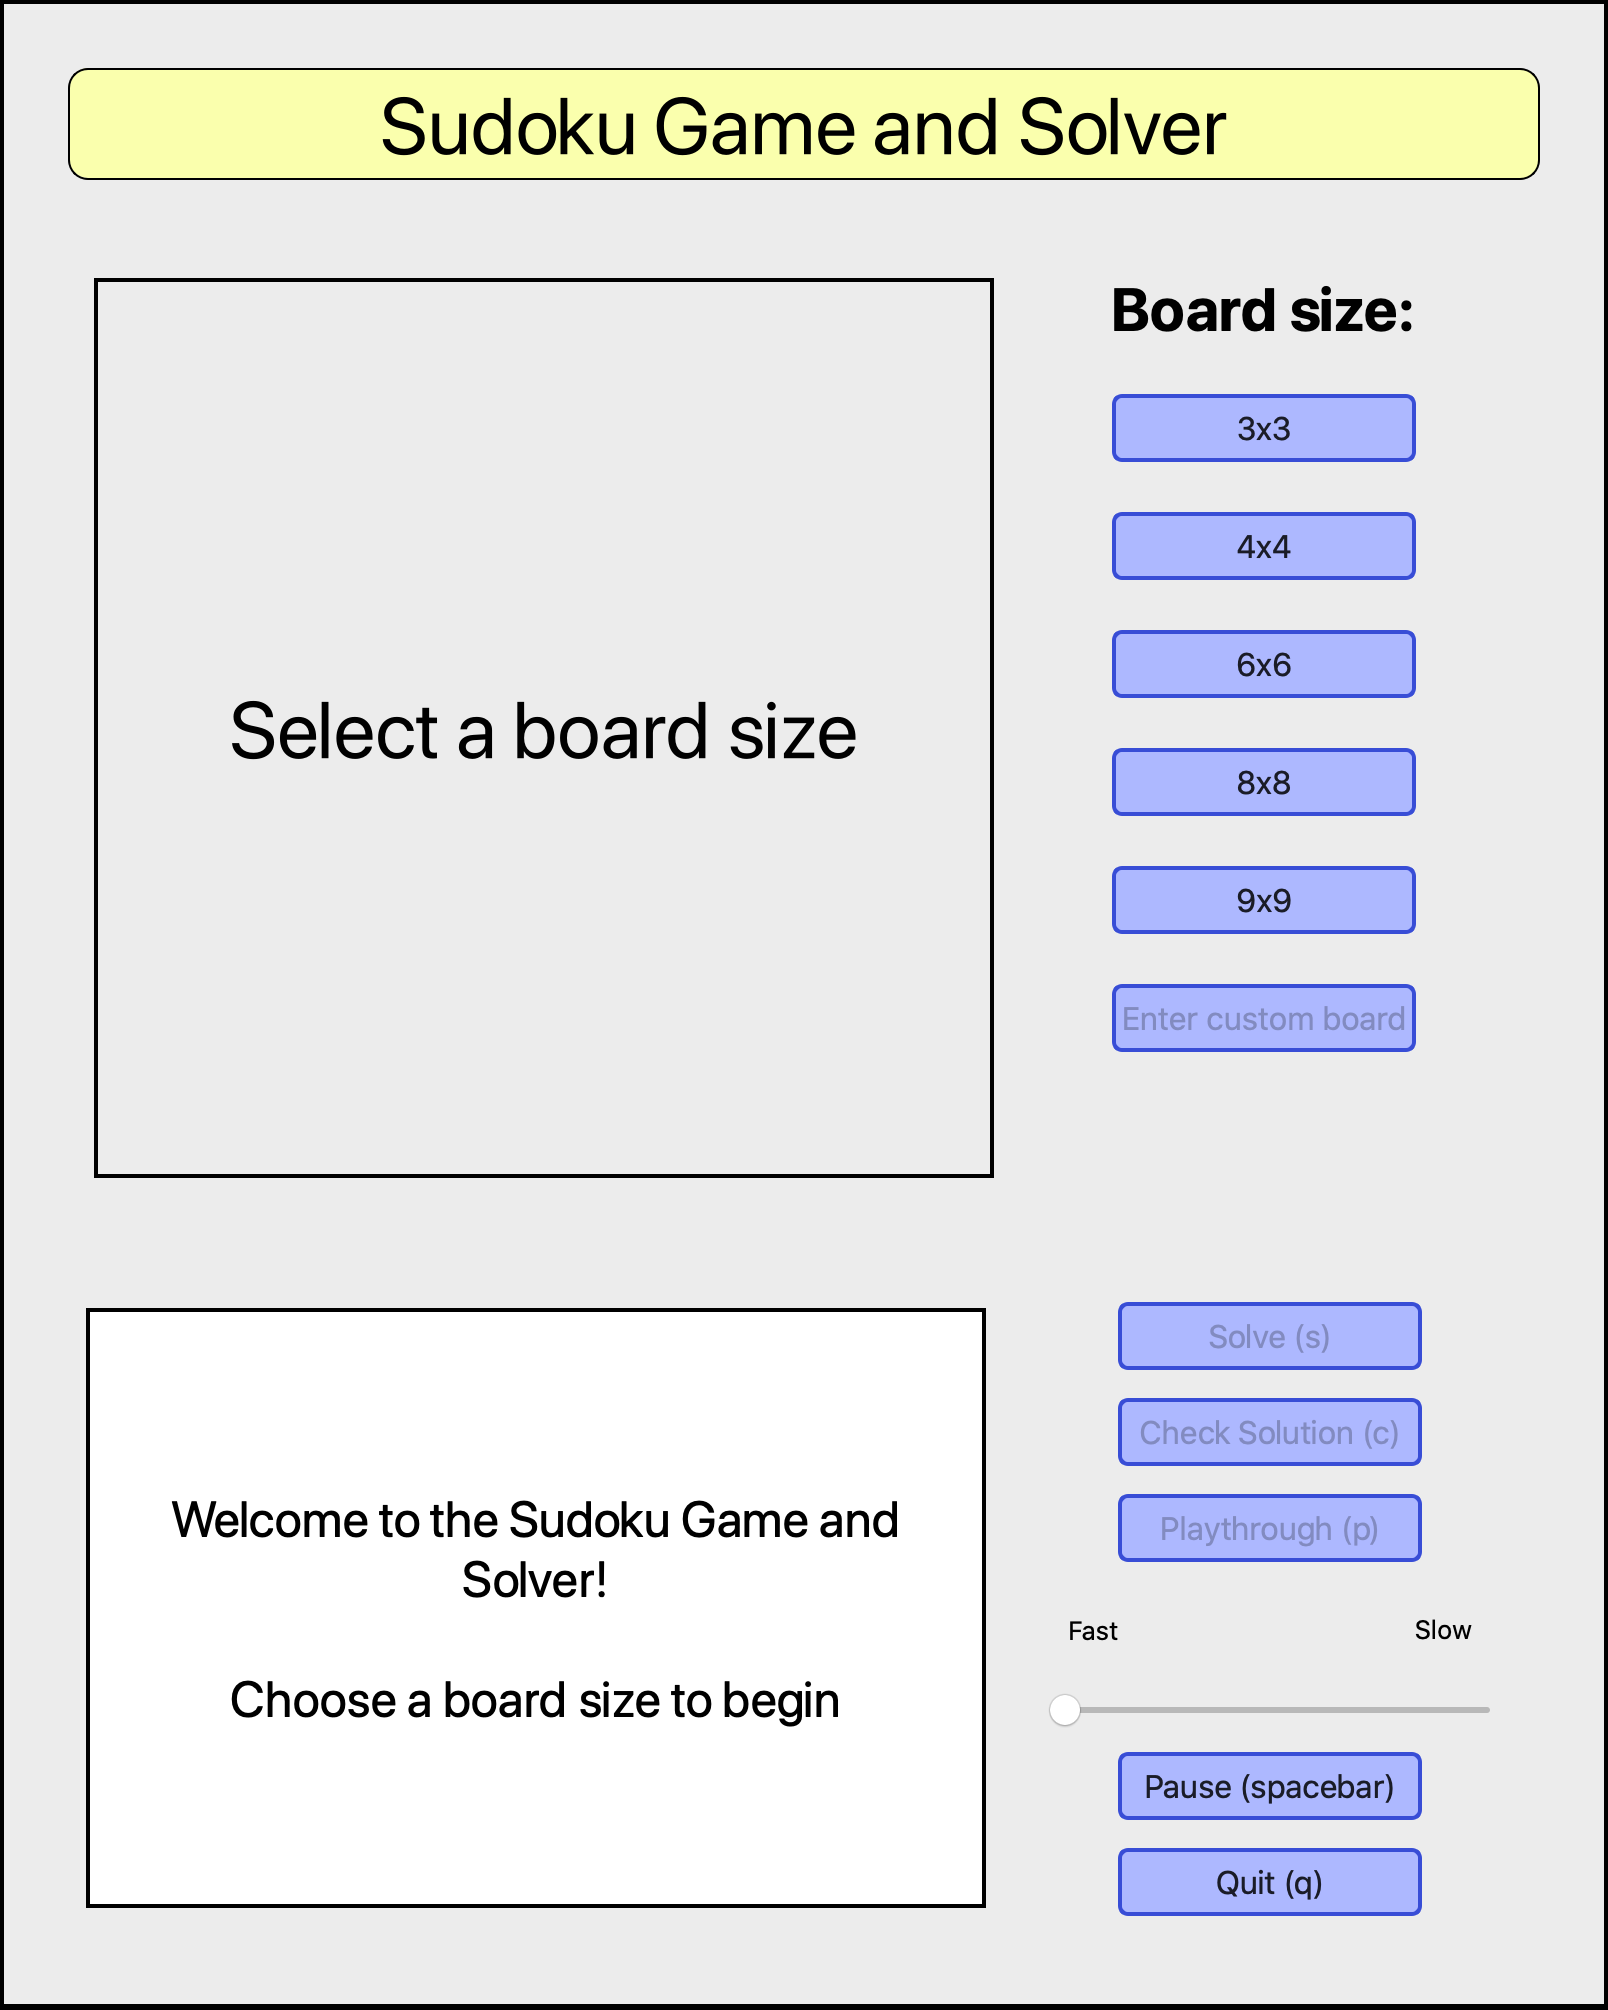 Sudoku Game and Solver
Select a board size
Board size:
3x3
4x4
6x6
8x8
9x9
Enter custom board
Welcome to the Sudoku Game and
Solver!
Choose a board size to begin
Solve (s)
Check Solution (c)
Playthrough (p)
Fast
Slow
Pause (spacebar)
Quit (q)